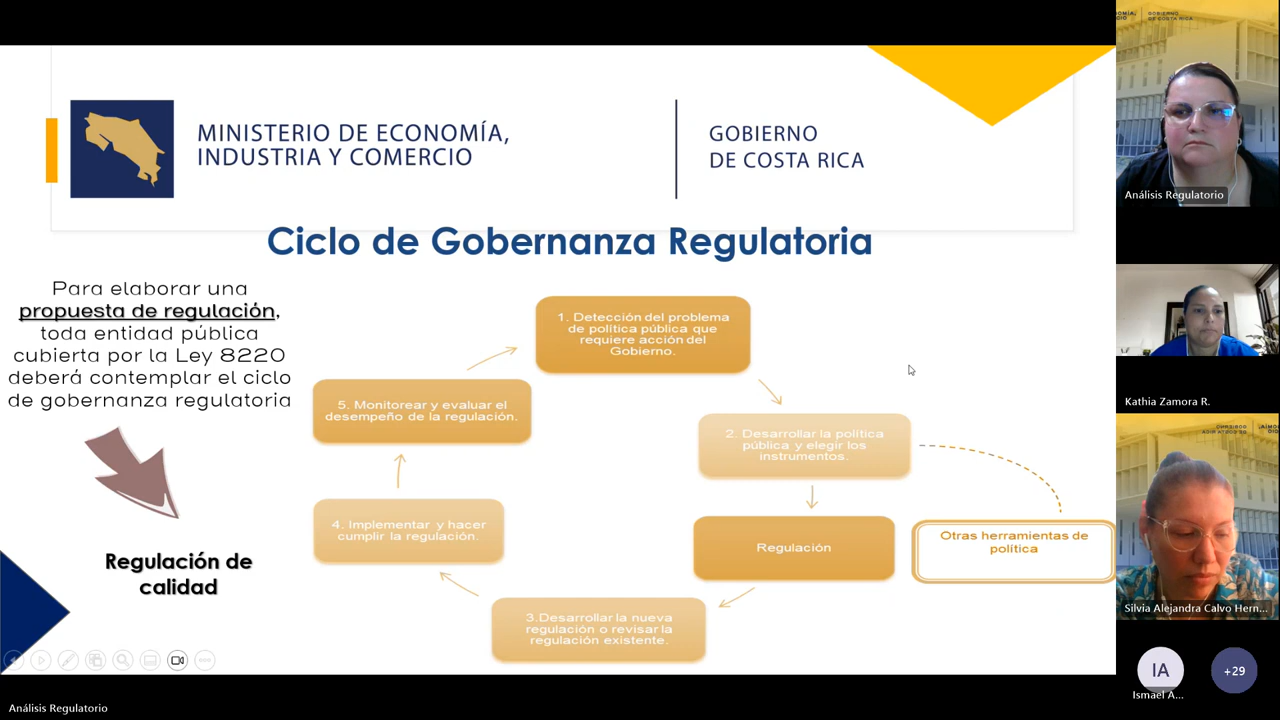 MINISTERIO DE ECONOMÍA,
INDUSTRIA Y COMERCIO
GOBIERNO
DE COSTA RICA
Ciclo de Gobernanza Regulatoria
Para elaborar una
propuesta de regulación,
toda entidad pública
cubierta por la Ley 8220
deberá contemplar el ciclo
de gobernanza regulatoria
Regulación de
calidad
1. Detección del problema
de política pública que
requiere acción del
Gobierno.
2. Desarrollar la política
pública y elegir los
instrumentos.
Regulación
Otras herramientas de
política
3.Desarrollar la nueva
regulación o revisar la
regulación existente.
4. Implementar y hacer
cumplir la regulación.
5. Monitorear y evaluar el
desempeño de la regulación.
Análisis Regulatorio
GOBIERNO
DE COSTA RICA
Análisis Regulatorio
Kathia Zamora R.
Silvia Alejandra Calvo Hern...
IA
Ismael A...
+29